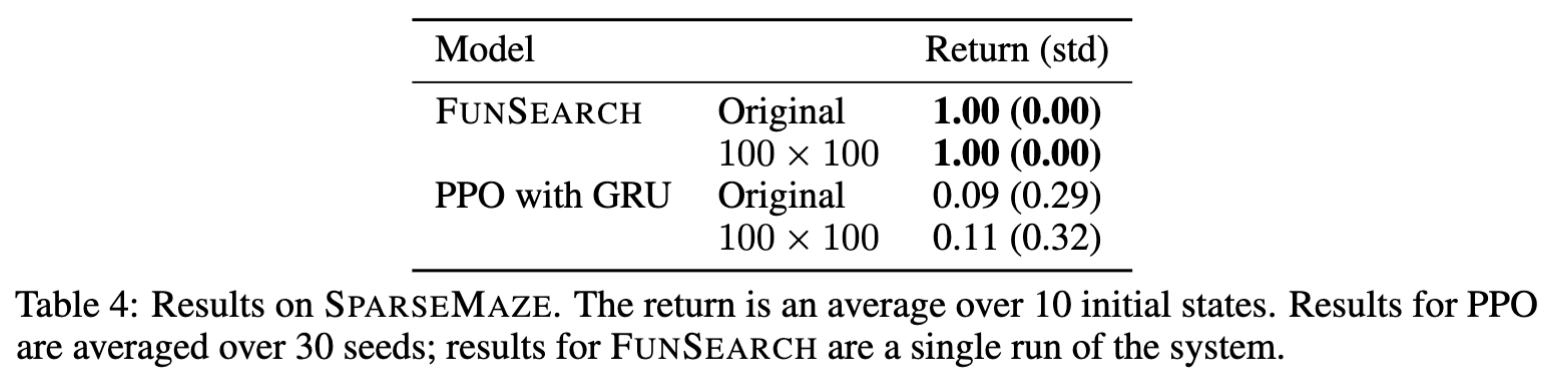 Model Return (std)
FUNSEARCH Original 1.00 (0.00)
100 × 100 1.00 (0.00)
PPO with GRU Original 0.09 (0.29)
100 × 100 0.11 (0.32)
Table 4: Results on SPARSEMAZE. The return is an average over 10 initial states. Results for PPO
are averaged over 30 seeds; results for FUNSEARCH are a single run of the system.